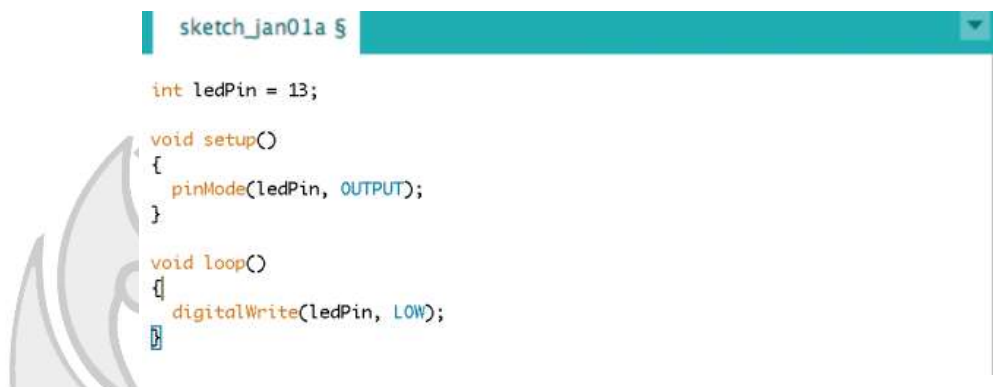 sketch_jan01a §
int ledPin = 13;
void setup()
{
pinMode(ledPin, OUTPUT);
}
void loop()
{
digitalWrite(ledPin, LOW);
}